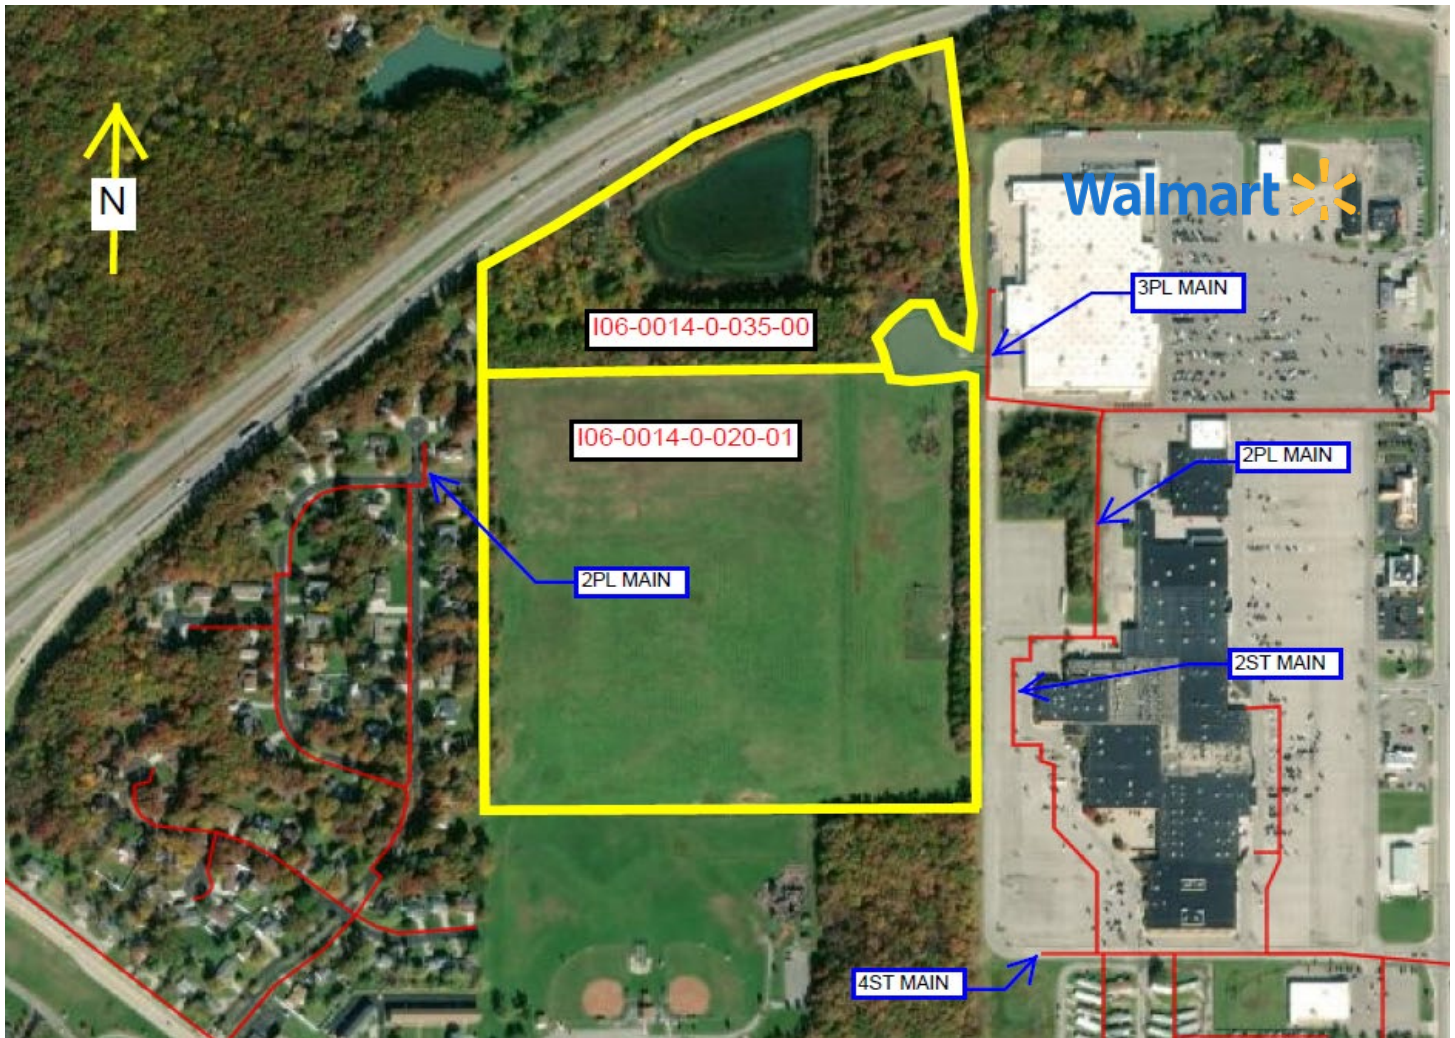 N
Walmart
3PL MAIN
I06-0014-0-035-00
I06-0014-0-020-01
2PL MAIN
2PL MAIN
2ST MAIN
4ST MAIN